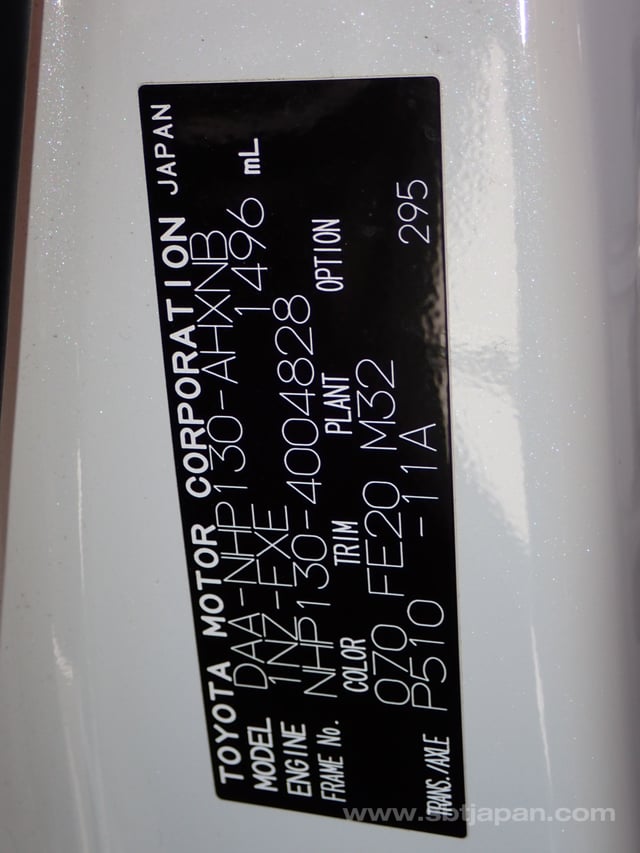 TOYOTA MOTOR CORPORATION JAPAN
MODEL DAA-NHP130-AHXNB
ENGINE 1NZ-FXE 1496 mL
FRAME No. NHP130-4004828
COLOR TRIM PLANT OPTION
070 FE20 M32
TRANS./AXLE P510 -11A 295
www.sbtjapan.com